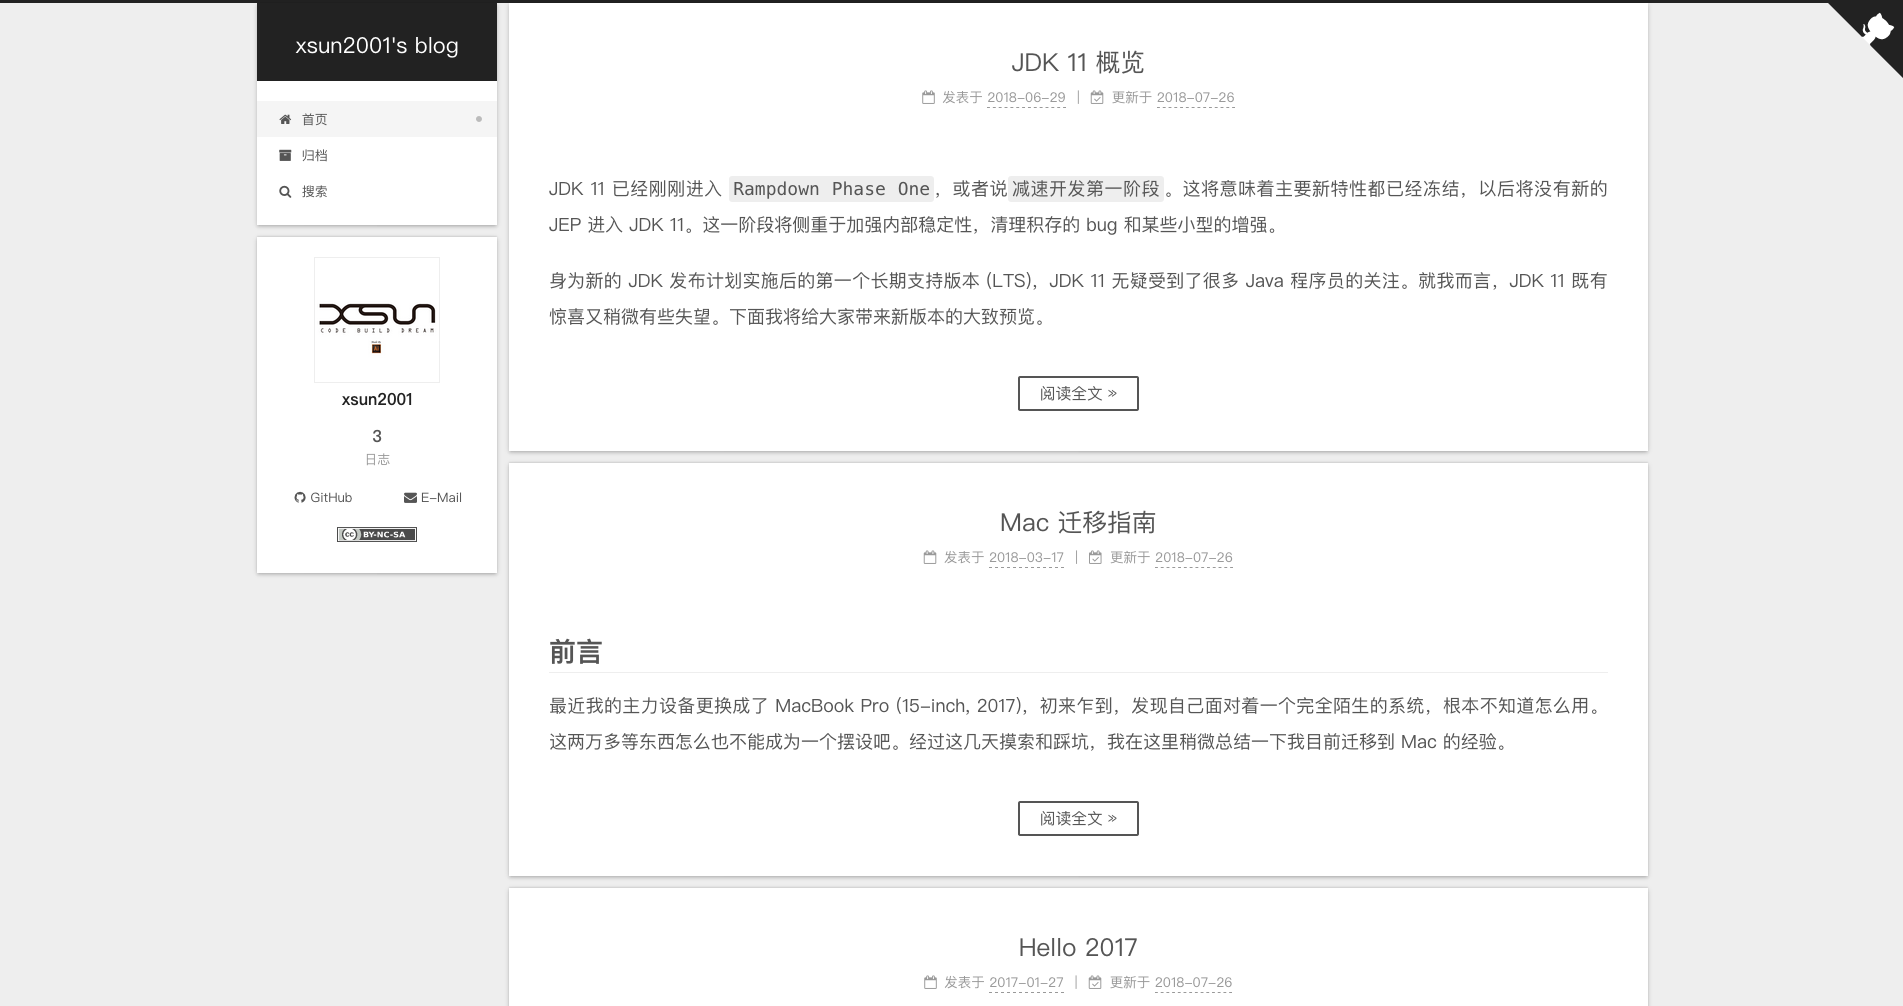 xsun2001's blog
首页
归档
搜索
XSUN
CODE BUILD DREAM
xsun2001
3
日志
GitHub E-Mail
cc BY-NC-SA
JDK 11 概览
发表于 2018-06-29 | 更新于 2018-07-26
JDK 11 已经刚刚进入 Rampdown Phase One，或者说减速开发第一阶段。这将意味着主要新特性都已经冻结，以后将没有新的
JEP 进入 JDK 11。这一阶段将侧重于加强内部稳定性，清理积存的 bug 和某些小型的增强。
身为新的 JDK 发布计划实施后的第一个长期支持版本 (LTS)，JDK 11 无疑受到了很多 Java 程序员的关注。就我而言，JDK 11 既有
惊喜又稍微有些失望。下面我将给大家带来新版本的大致预览。
阅读全文 »
Mac 迁移指南
发表于 2018-03-17 | 更新于 2018-07-26
前言
最近我的主力设备更换成了 MacBook Pro (15-inch, 2017)，初来乍到，发现自己面对着一个完全陌生的系统，根本不知道怎么用。
这两万多等东西怎么也不能成为一个摆设吧。经过这几天摸索和踩坑，我在这里稍微总结一下我目前迁移到 Mac 的经验。
阅读全文 »
Hello 2017
发表于 2017-01-27 | 更新于 2018-07-26